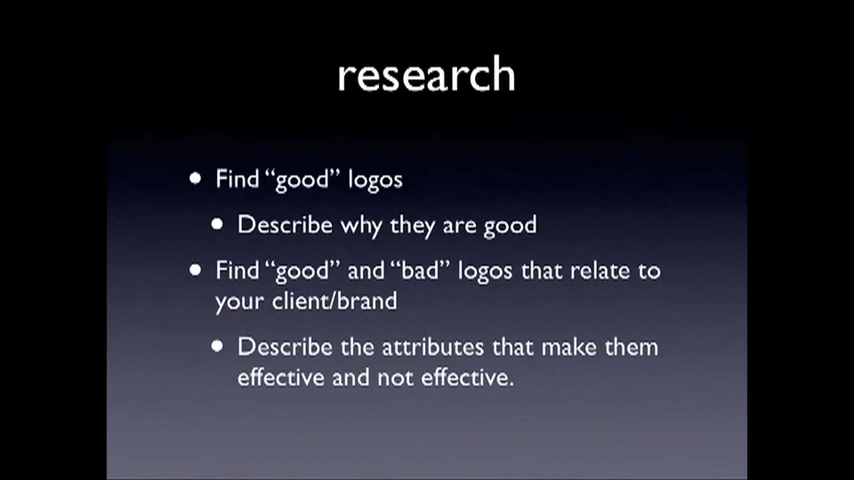 research
Find “good” logos
Describe why they are good
Find “good” and “bad” logos that relate to
your client/brand
Describe the attributes that make them
effective and not effective.